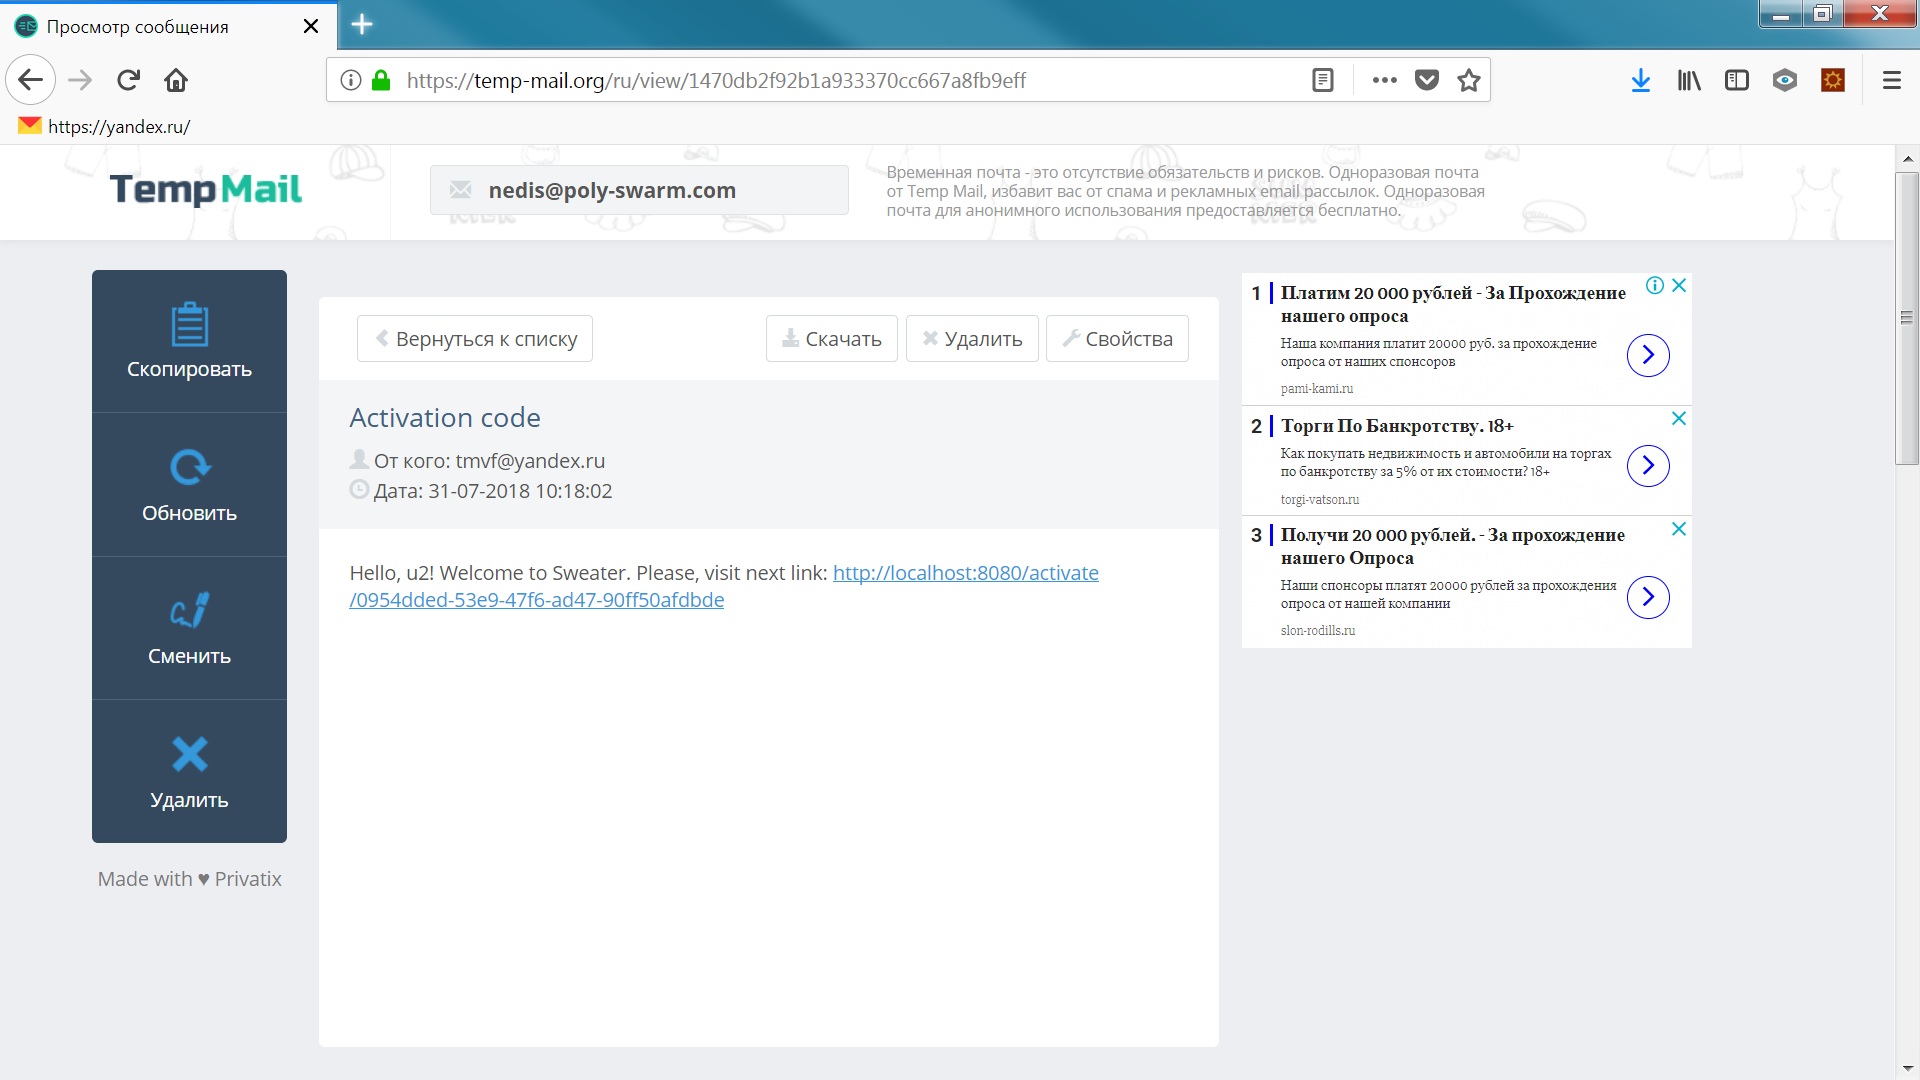 Просмотр сообщения
https://temp-mail.org/ru/view/1470db2f92b1a933370cc667a8fb9eff
https://yandex.ru/
Temp Mail
nedis@poly-swarm.com
Временная почта - это отсутствие обязательств и рисков. Одноразовая почта
от Temp Mail, избавит вас от спама и рекламных email рассылок. Одноразовая
почта для анонимного использования предоставляется бесплатно.
Скопировать
Обновить
Сменить
Удалить
Made with ♥ Privatix
Вернуться к списку
Скачать
Удалить
Свойства
Activation code
От кого: tmvf@yandex.ru
Дата: 31-07-2018 10:18:02
Hello, u2! Welcome to Sweater. Please, visit next link: http://localhost:8080/activate
/0954dded-53e9-47f6-ad47-90ff50afdbde
1 Платим 20 000 рублей - За Прохождение
нашего опроса
Наша компания платит 20000 руб. за прохождение
опроса от наших спонсоров
pami-kami.ru
2 Торги По Банкротству. 18+
Как покупать недвижимость и автомобили на торгах
по банкротству за 5% от их стоимости? 18+
torgi-vatson.ru
3 Получи 20 000 рублей. - За прохождение
нашего Опроса
Наши спонсоры платят 20000 рублей за прохождения
опроса от нашей компании
slon-rodills.ru